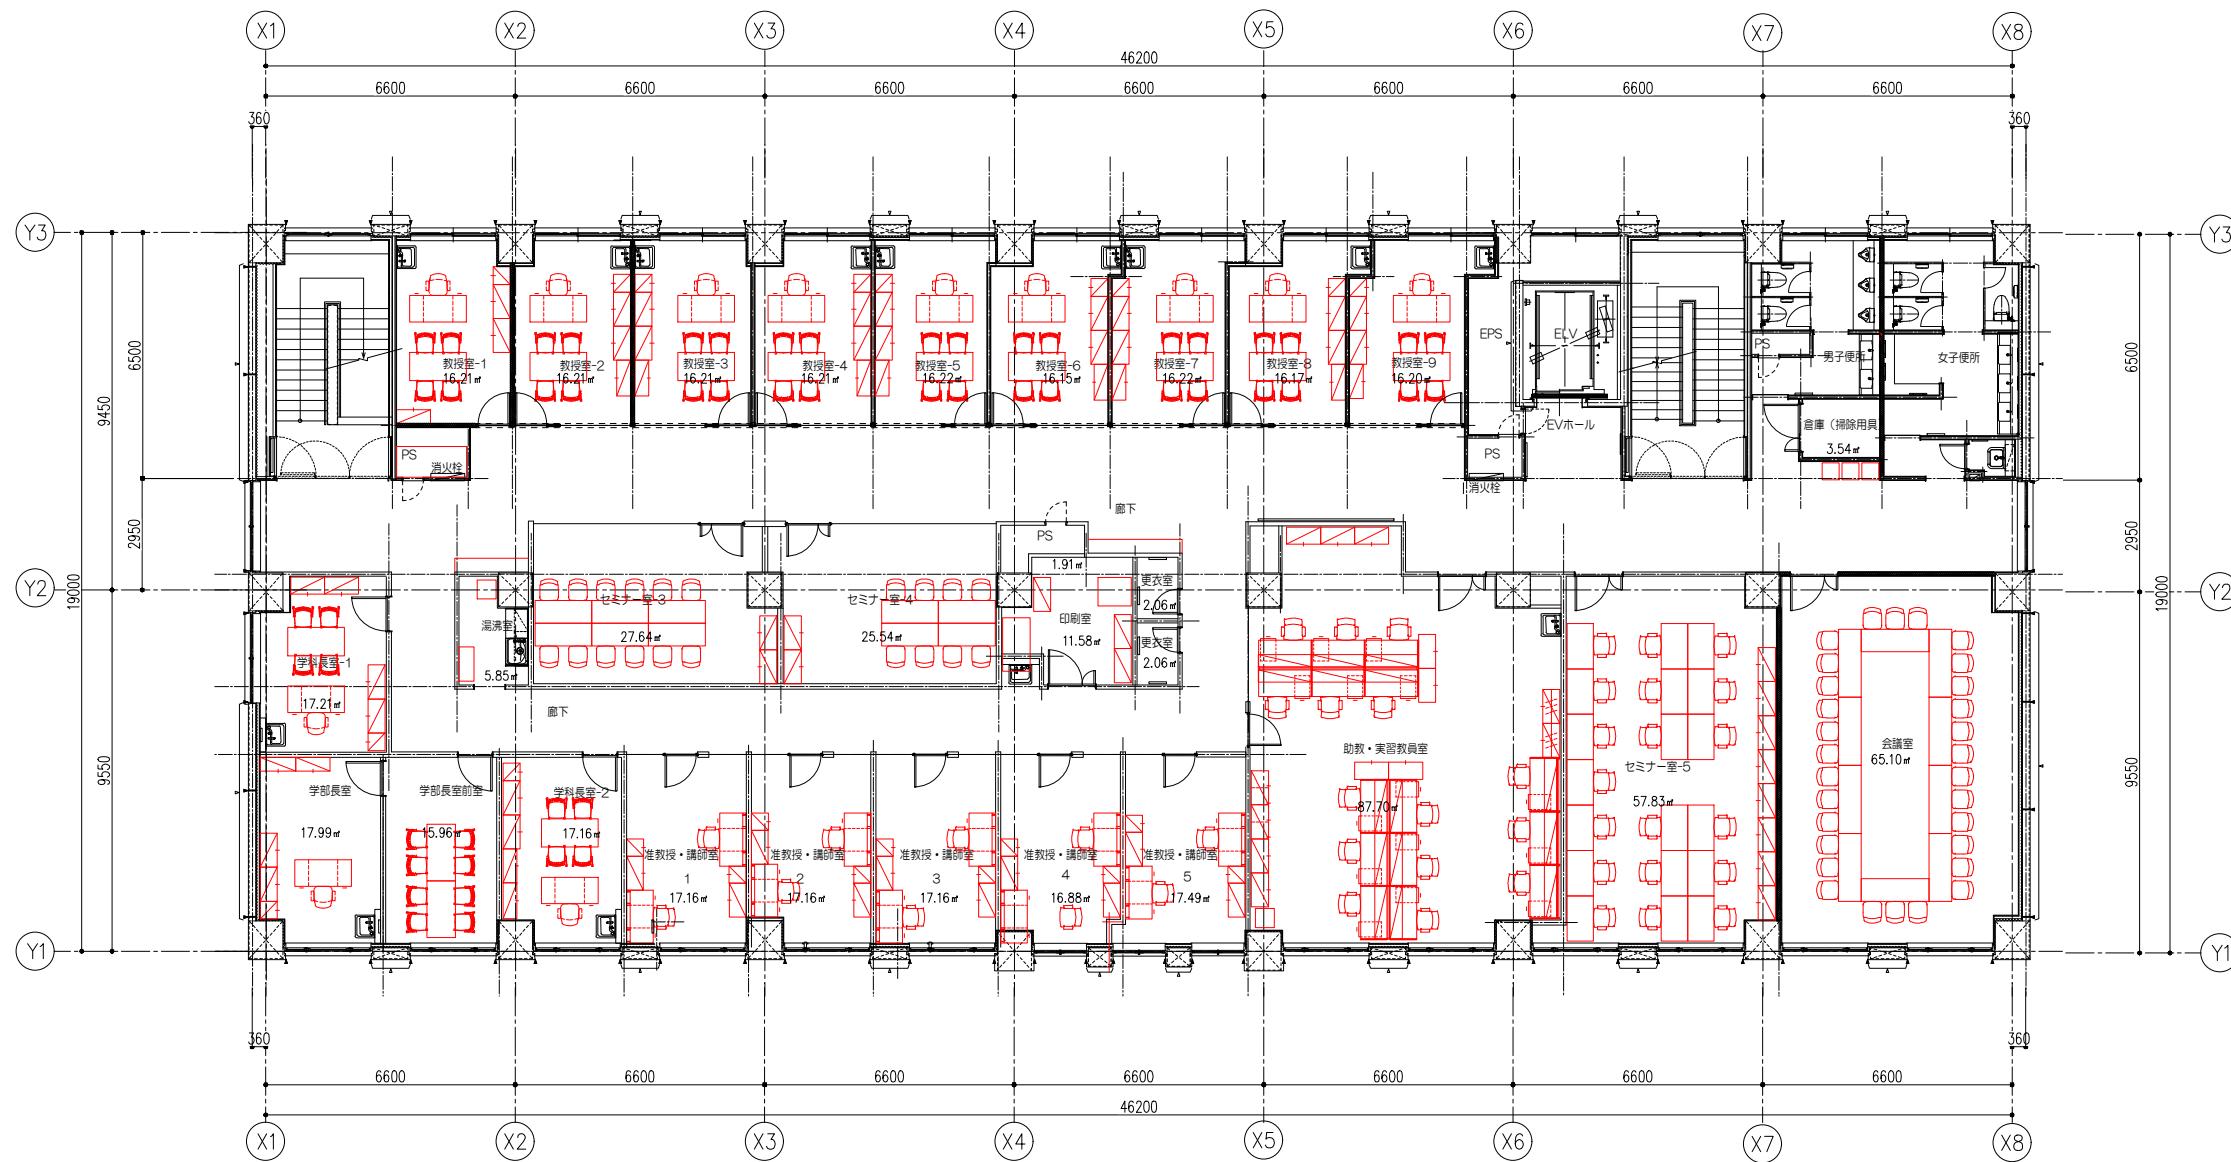 X1 X2 X3 X4 X5 X6 X7 X8
46200
6600 6600 6600 6600 6600 6600 6600
360 360
Y3 Y3
教授室-1 教授室-2 教授室-3 教授室-4 教授室-5 教授室-6 教授室-7 教授室-8 教授室-9
16.21㎡ 16.21㎡ 16.21㎡ 16.21㎡ 16.22㎡ 16.15㎡ 16.22㎡ 16.17㎡ 16.20㎡
EPS ELV PS 男子便所 女子便所
6500 6500
9450
EVホール
倉庫（掃除用具）
3.54㎡
PS 消火栓
PS
消火栓
廊下
2950 2950
PS
1.91㎡
更衣室
2.06㎡
更衣室
2.06㎡
Y2 Y2
19000 19000
湯沸室
5.85㎡
セミナー室-3
27.64㎡
セミナー室-4
25.54㎡
印刷室
11.58㎡
学科長室-1
17.21㎡
廊下
助教・実習教員室
87.70㎡
セミナー室-5
57.83㎡
会議室
65.10㎡
9550 9550
学部長室
17.99㎡
学部長室前室
15.96㎡
学科長室-2
17.16㎡
准教授・講師室
1
17.16㎡
准教授・講師室
2
17.16㎡
准教授・講師室
3
17.16㎡
准教授・講師室
4
16.88㎡
准教授・講師室
5
17.49㎡
Y1 Y1
360 360
6600 6600 6600 6600 6600 6600 6600
46200
X1 X2 X3 X4 X5 X6 X7 X8